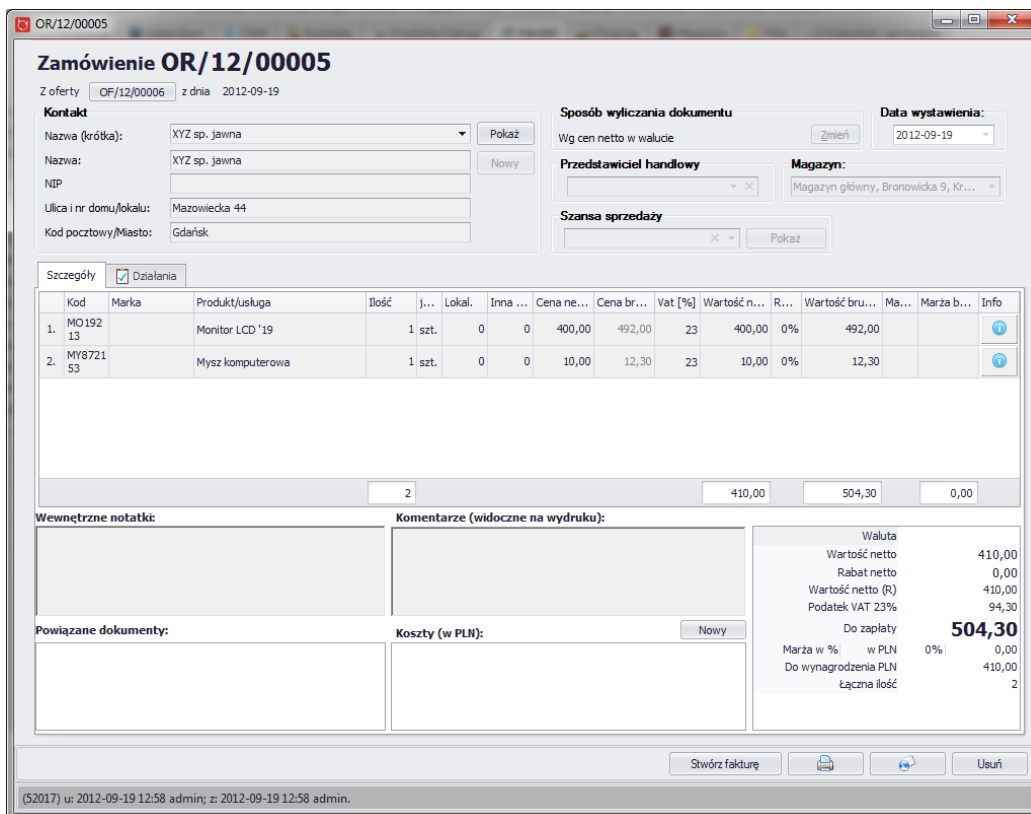 OR/12/00005
Zamówienie OR/12/00005
Z oferty OF/12/00006 z dnia 2012-09-19
Kontakt
Nazwa (krótka): XYZ sp. jawna Pokaż
Nazwa: XYZ sp. jawna Nowy
NIP
Ulica i nr domu/lokalu: Mazowiecka 44
Kod pocztowy/Miasto: Gdańsk
Sposób wyliczania dokumentu
Wg cen netto w walucie Zmień
Data wystawienia:
2012-09-19
Przedstawiciel handlowy
Magazyn:
Magazyn główny, Bronowicka 9, Kr...
Szansa sprzedaży
Pokaż
Szczegóły Działania
Kod Marka Produkt/usługa Ilość j... Lokal. Inna ... Cena ne... Cena br... Vat [%] Wartość n... R... Wartość bru... Ma... Marża b... Info
1. MO192 13 Monitor LCD '19 1 szt. 0 0 400,00 492,00 23 400,00 0% 492,00
2. MY8721 53 Mysz komputerowa 1 szt. 0 0 10,00 12,30 23 10,00 0% 12,30
2 410,00 504,30 0,00
Wewnętrzne notatki:
Komentarze (widoczne na wydruku):
Powiązane dokumenty:
Koszty (w PLN): Nowy
Waluta
Wartość netto 410,00
Rabat netto 0,00
Wartość netto (R) 410,00
Podatek VAT 23% 94,30
Do zapłaty 504,30
Marża w % w PLN 0% 0,00
Do wynagrodzenia PLN 410,00
Łączna ilość 2
Stwórz fakturę Usuń
(52017) u: 2012-09-19 12:58 admin; z: 2012-09-19 12:58 admin.